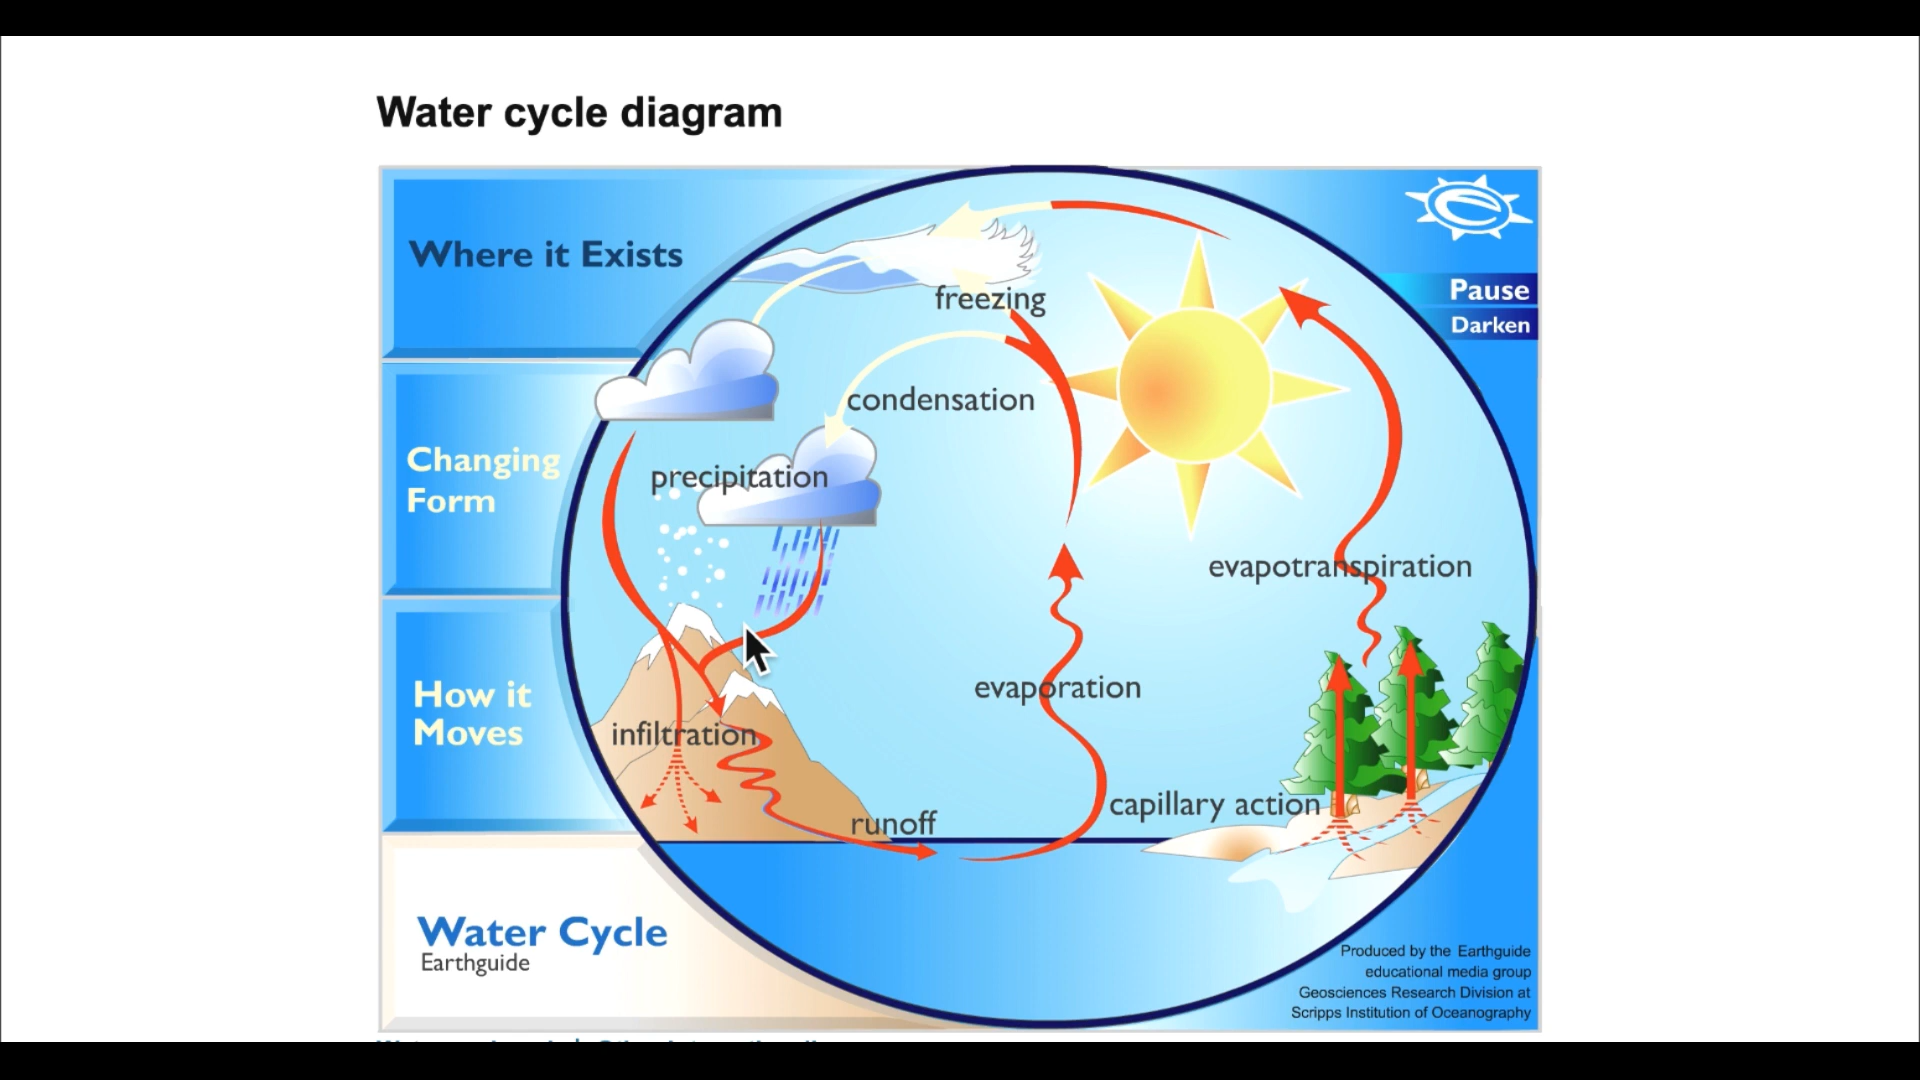 Water cycle diagram
Where it Exists
Pause
Darken
freezing
condensation
Changing
Form
precipitation
evapotranspiration
evaporation
How it
Moves
infiltration
capillary action
runoff
Water Cycle
Earthguide
Produced by the Earthguide
educational media group
Geosciences Research Division at
Scripps Institution of Oceanography